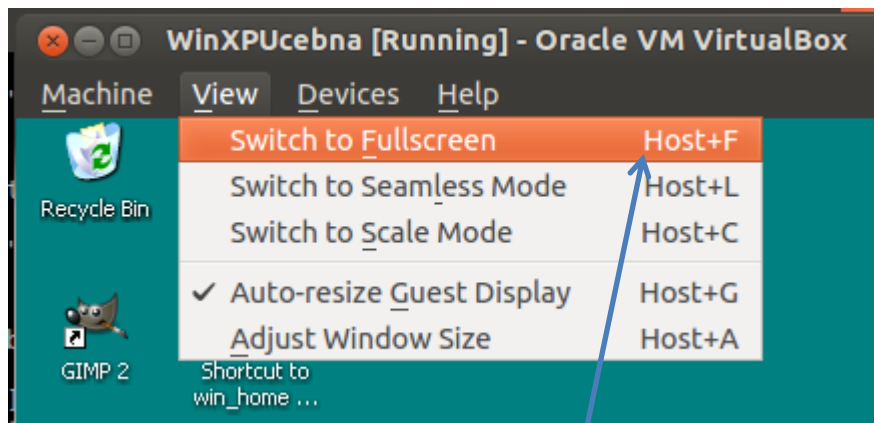 WinXPUcebna [Running] - Oracle VM VirtualBox
Machine View Devices Help
Switch to Fullscreen Host+F
Switch to Seamless Mode Host+L
Switch to Scale Mode Host+C
Auto-resize Guest Display Host+G
Adjust Window Size Host+A
Recycle Bin
GIMP 2
Shortcut to
win_home ...